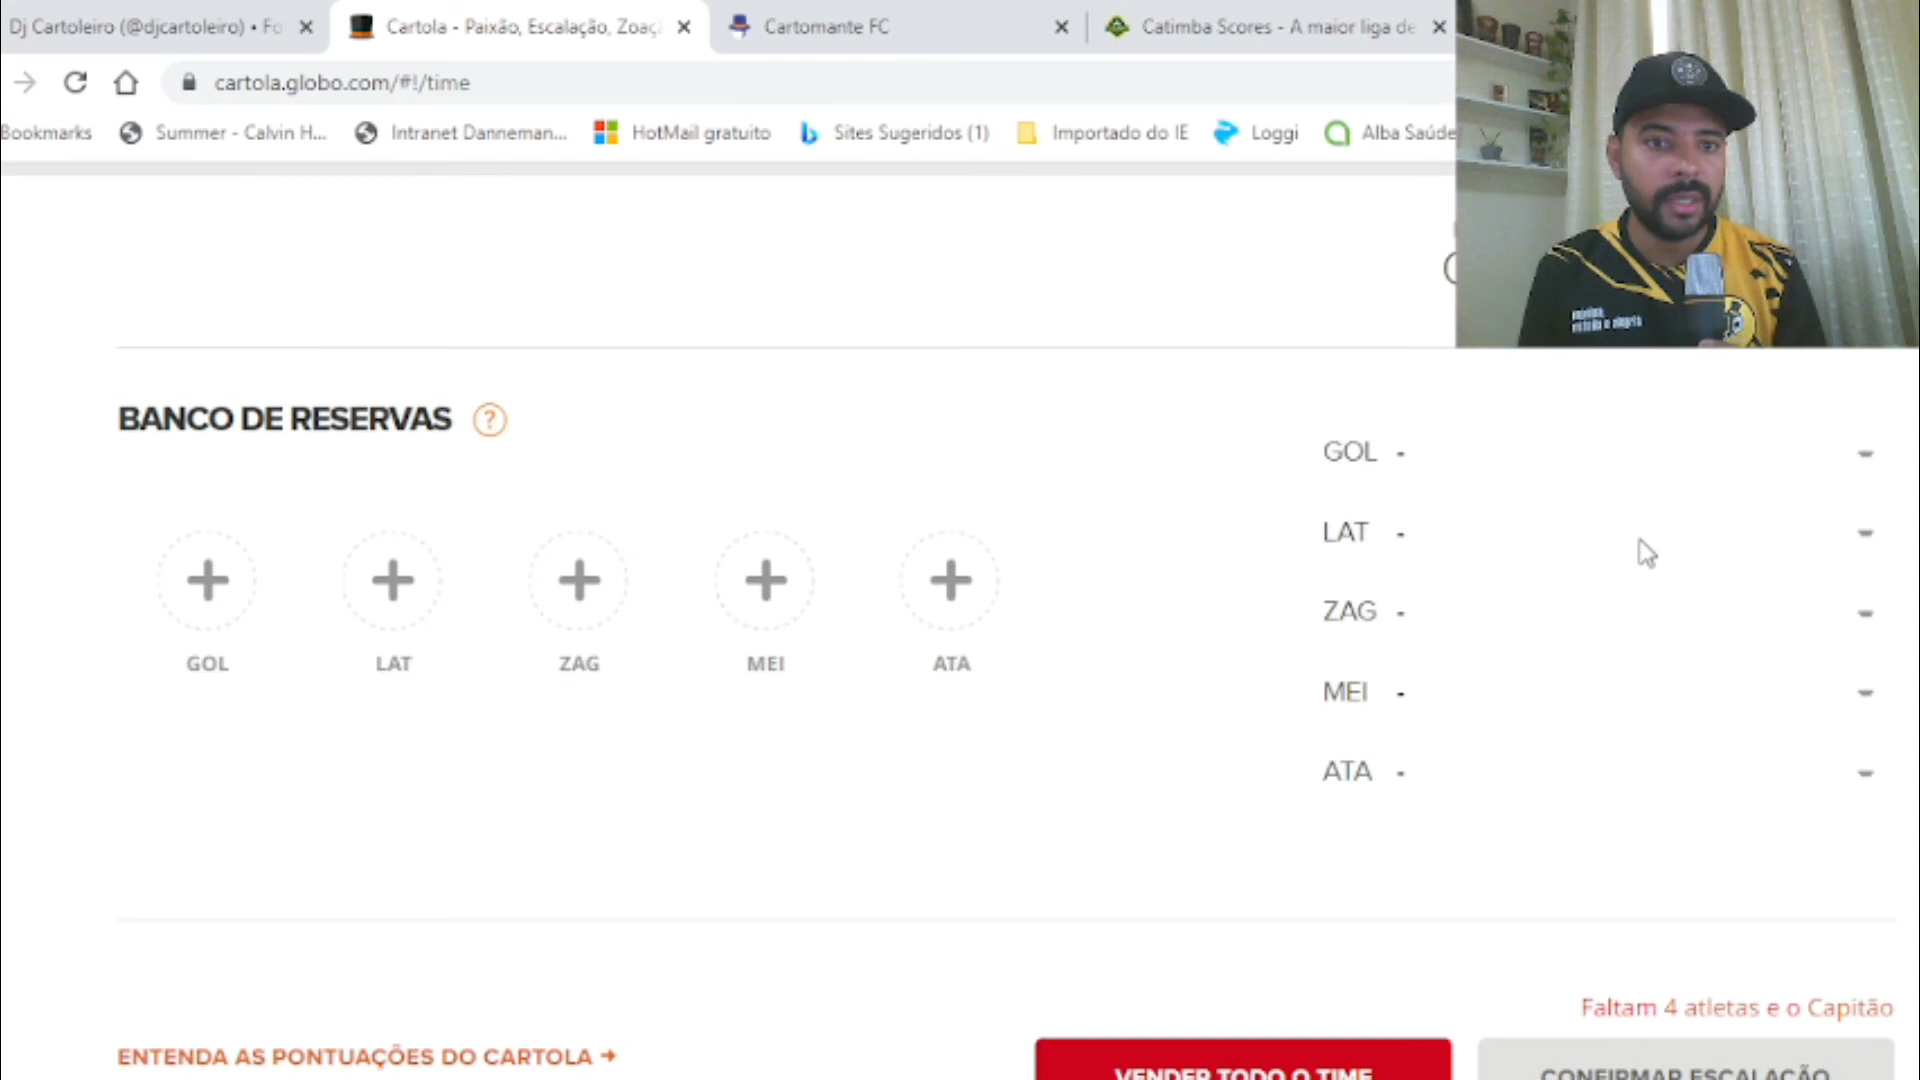 Dj Cartoleiro (@djcartoleiro) • Fo
Cartola - Paixão, Escalação, Zoaçã
Cartomante FC
Catimba Scores - A maior liga de
cartola.globo.com/#!/time
Bookmarks
Summer - Calvin H...
Intranet Danneman...
HotMail gratuito
Sites Sugeridos (1)
Importado do IE
Loggi
Alba Saúde
BANCO DE RESERVAS ?
GOL
LAT
ZAG
MEI
ATA
GOL - -
LAT - -
ZAG - -
MEI - -
ATA - -
Faltam 4 atletas e o Capitão
ENTENDA AS PONTUAÇÕES DO CARTOLA →
VENDER TODO O TIME
CONFIRMAR ESCALAÇÃO